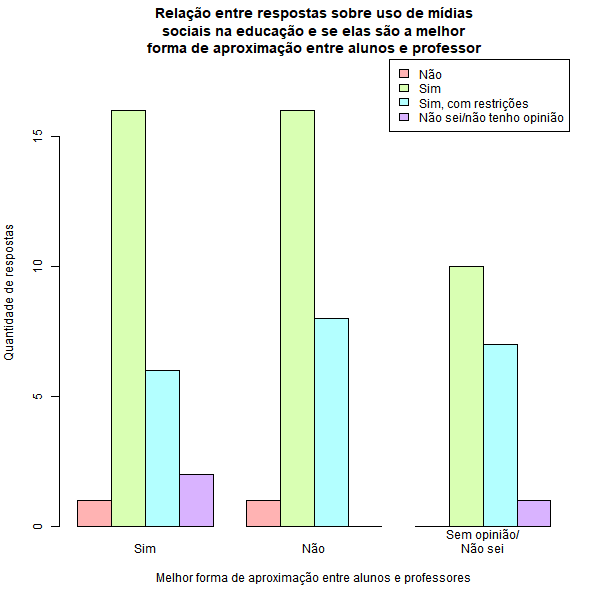 Relação entre respostas sobre uso de mídias
sociais na educação e se elas são a melhor
forma de aproximação entre alunos e professor
Não
Sim
Sim, com restrições
Não sei/não tenho opinião
Quantidade de respostas
15
10
5
0
Sim
Não
Sem opinião/
Não sei
Melhor forma de aproximação entre alunos e professores